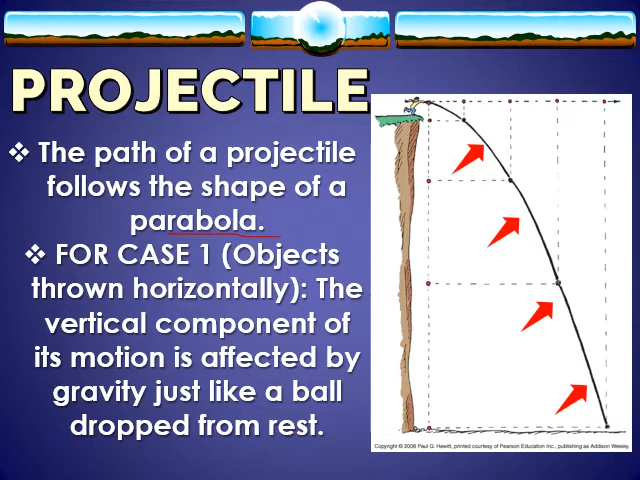 PROJECTILE
❖ The path of a projectile
follows the shape of a
parabola.
❖ FOR CASE 1 (Objects
thrown horizontally): The
vertical component of
its motion is affected by
gravity just like a ball
dropped from rest.
Copyright © 2006 Paul G. Hewitt, printed courtesy of Pearson Education Inc., publishing as Addison Wesley.